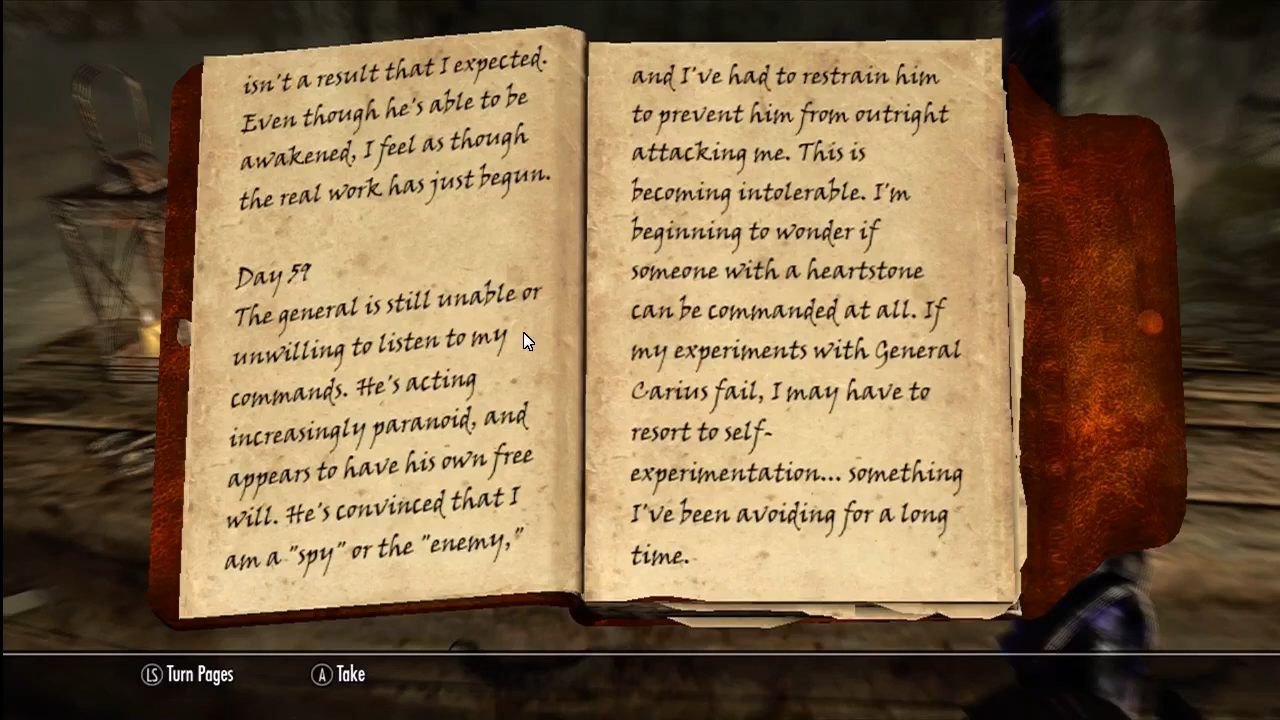 isn't a result that I expected.
Even though he's able to be
awakened, I feel as though
the real work has just begun.
Day 59
The general is still unable or
unwilling to listen to my
commands. He's acting
increasingly paranoid, and
appears to have his own free
will. He's convinced that I
am a "spy" or the "enemy,"
and I've had to restrain him
to prevent him from outright
attacking me. This is
becoming intolerable. I'm
beginning to wonder if
someone with a heartstone
can be commanded at all. If
my experiments with General
Carius fail, I may have to
resort to self-
experimentation... something
I've been avoiding for a long
time.
LS Turn Pages
A Take